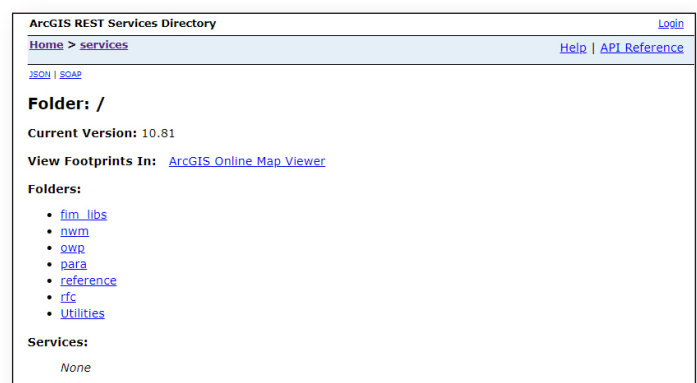 ArcGIS REST Services Directory Login
Home > services Help | API Reference
JSON | SOAP
Folder: /
Current Version: 10.81
View Footprints In: ArcGIS Online Map Viewer
Folders:
fim_libs
nwm
owp
para
reference
rfc
Utilities
Services:
None